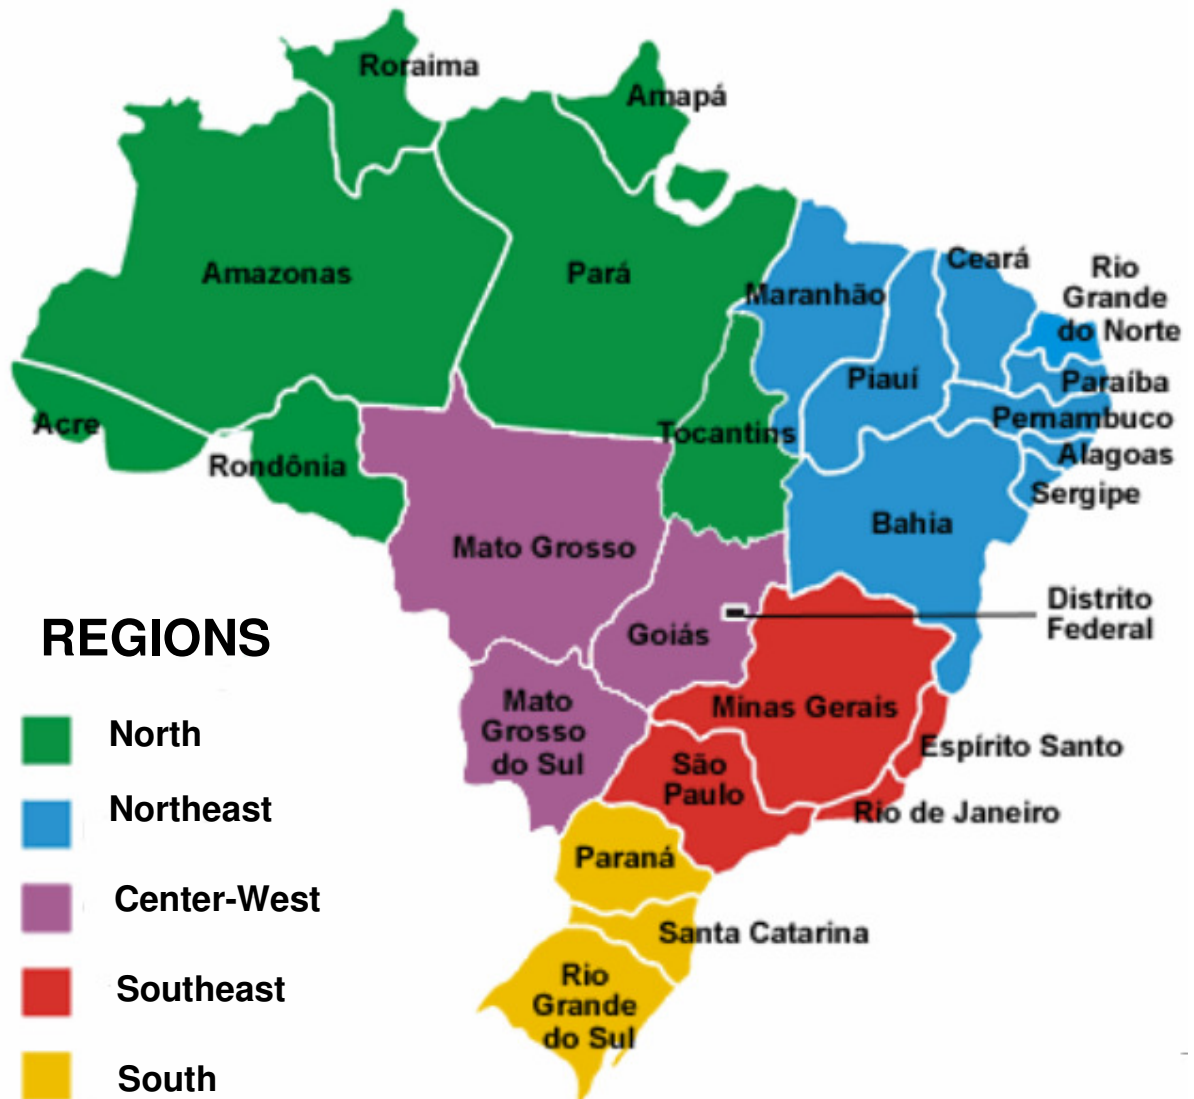 Roraima
Amapá
Amazonas
Pará
Maranhão
Ceará
Rio
Grande
do Norte
Piauí
Paraíba
Pernambuco
Alagoas
Sergipe
Acre
Rondônia
Tocantins
Bahia
Mato Grosso
Goiás
Distrito
Federal
Mato
Grosso
do Sul
Minas Gerais
Espírito Santo
São
Paulo
Rio de Janeiro
Paraná
Santa Catarina
Rio
Grande
do Sul
REGIONS
North
Northeast
Center-West
Southeast
South